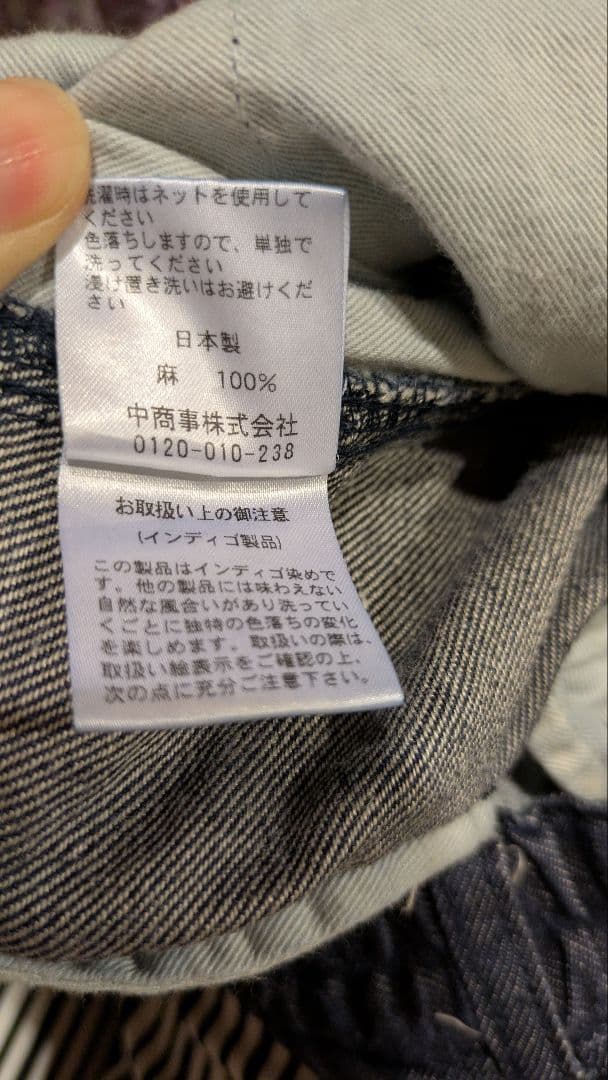 洗濯時はネットを使用して
ください
色落ちしますので、単独で
洗ってください
浸け置き洗いはお避けくだ
さい
日本製
麻 100%
中商事株式会社
0120-010-238
お取扱い上の御注意
(インディゴ製品)
この製品はインディゴ染めで
す。他の製品には味わえない
自然な風合いがあり洗ってい
くごとに独特の色落ちの変化
を楽しめます。取扱いの際は、
取扱い絵表示をご確認の上、
次の点に充分ご注意下さい。